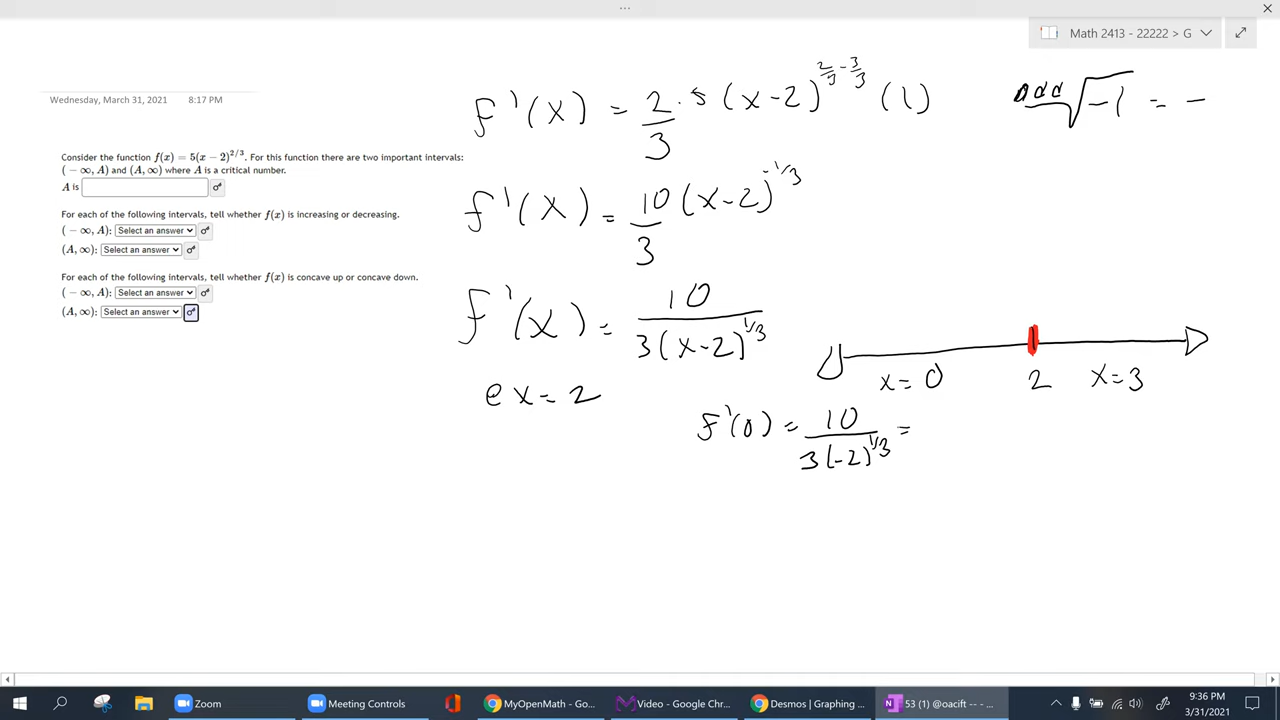 Math 2413 - 22222 > G
Wednesday, March 31, 2021 8:17 PM
f'(x) = 2/3 · 5 (x-2)^(2/3 - 3/3) (1)
odd√-1 = -
Consider the function f(x) = 5(x − 2)^2/3. For this function there are two important intervals:
( − ∞, A) and (A, ∞) where A is a critical number.
A is
f'(x) = 10/3 (x-2)^-1/3
For each of the following intervals, tell whether f(x) is increasing or decreasing.
( − ∞, A): Select an answer
(A, ∞): Select an answer
For each of the following intervals, tell whether f(x) is concave up or concave down.
( − ∞, A): Select an answer
(A, ∞): Select an answer
f'(x) = 10/3(x-2)^1/3
x = 0 2 x = 3
@ x = 2
f'(0) = 10/3(-2)^1/3 =
Zoom
Meeting Controls
MyOpenMath - Go...
Video - Google Chr...
Desmos | Graphing ...
53 (1) @oacift -- -- ...
9:36 PM
3/31/2021